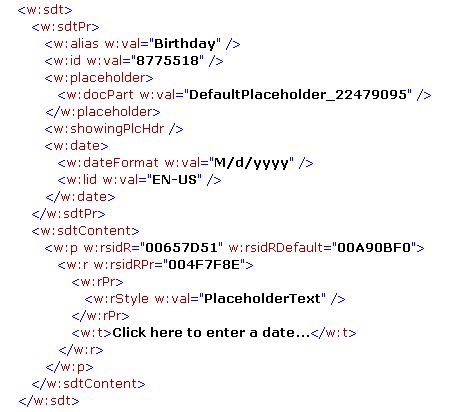 <w:sdt>
<w:sdtPr>
<w:alias w:val="Birthday" />
<w:id w:val="8775518" />
<w:placeholder>
<w:docPart w:val="DefaultPlaceholder_22479095" />
</w:placeholder>
<w:showingPlcHdr />
<w:date>
<w:dateFormat w:val="M/d/yyyy" />
<w:lid w:val="EN-US" />
</w:date>
</w:sdtPr>
<w:sdtContent>
<w:p w:rsidR="00657D51" w:rsidRDefault="00A90BF0">
<w:r w:rsidRPr="004F7F8E">
<w:rPr>
<w:rStyle w:val="PlaceholderText" />
</w:rPr>
<w:t>Click here to enter a date...</w:t>
</w:r>
</w:p>
</w:sdtContent>
</w:sdt>